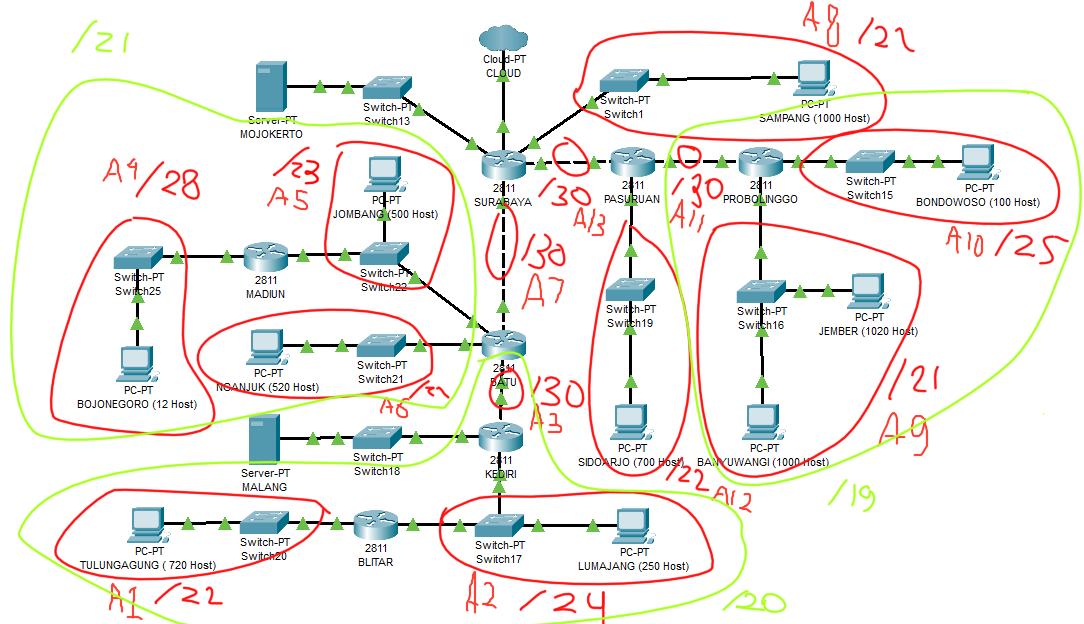 /21
Cloud-PT
CLOUD
A8 /22
Server-PT
MOJOKERTO
Switch-PT
Switch13
Switch-PT
Switch1
PC-PT
SAMPANG (1000 Host)
A4 /28
/23
A5
PC-PT
JOMBANG (500 Host)
2811
SURABAYA
/30
A13
2811
PASURUAN
/30
A11
2811
PROBOLINGGO
Switch-PT
Switch15
PC-PT
BONDOWOSO (100 Host)
A10 /25
Switch-PT
Switch25
2811
MADIUN
Switch-PT
Switch22
/30
A7
Switch-PT
Switch19
Switch-PT
Switch16
PC-PT
JEMBER (1020 Host)
PC-PT
NGANJUK (520 Host)
Switch-PT
Switch21
2811
BATU
A6 /22
PC-PT
BOJONEGORO (12 Host)
/30
A3
/21
A9
Server-PT
MALANG
Switch-PT
Switch18
2811
KEDIRI
PC-PT
SIDOARJO (700 Host)
/22 A12
PC-PT
BANYUWANGI (1000 Host)
/19
PC-PT
TULUNGAGUNG ( 720 Host)
Switch-PT
Switch20
2811
BLITAR
Switch-PT
Switch17
PC-PT
LUMAJANG (250 Host)
A1 /22
A2 /24
/20